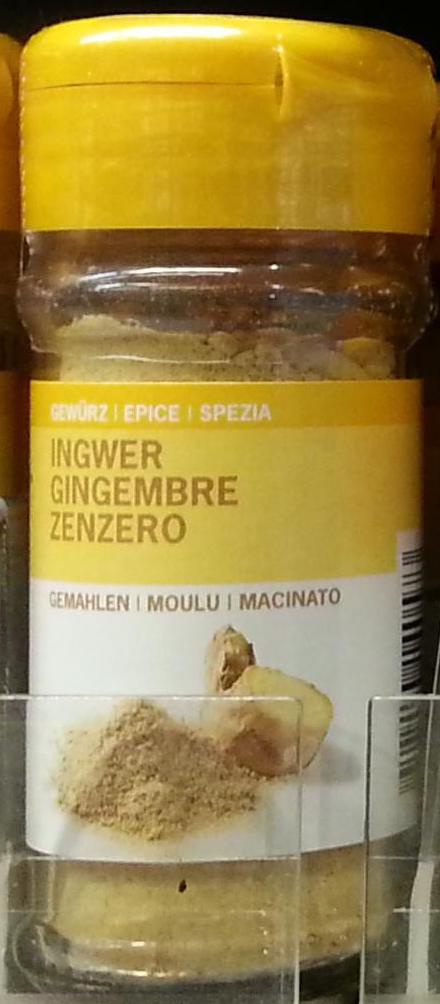 GEWÜRZ | EPICE | SPEZIA
INGWER
GINGEMBRE
ZENZERO
GEMAHLEN | MOULU | MACINATO